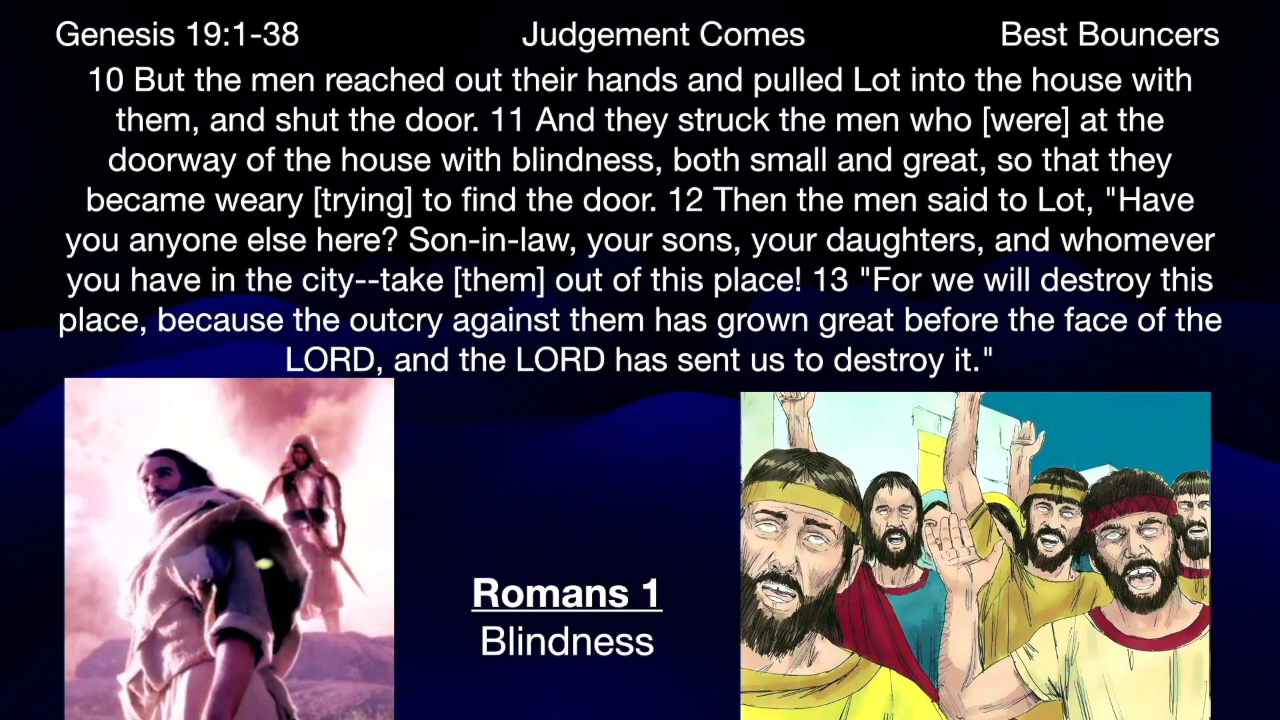 Genesis 19:1-38 Judgement Comes Best Bouncers
10 But the men reached out their hands and pulled Lot into the house with
them, and shut the door. 11 And they struck the men who [were] at the
doorway of the house with blindness, both small and great, so that they
became weary [trying] to find the door. 12 Then the men said to Lot, "Have
you anyone else here? Son-in-law, your sons, your daughters, and whomever
you have in the city--take [them] out of this place! 13 "For we will destroy this
place, because the outcry against them has grown great before the face of the
LORD, and the LORD has sent us to destroy it."
Romans 1
Blindness